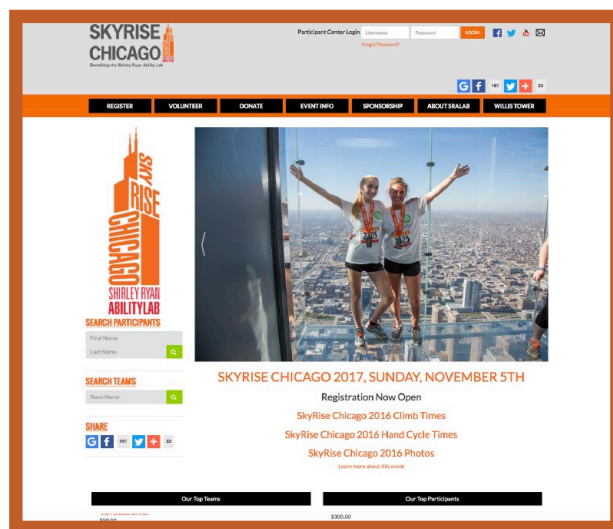 SKYRISE
CHICAGO
Benefiting the Shirley Ryan Ability Lab
Participant Center Login
Username
Password
LOGIN
Forgot Password?
181
33
REGISTER
VOLUNTEER
DONATE
EVENT INFO
SPONSORSHIP
ABOUT SRALAB
WILLIS TOWER
SKY
RISE
CHICAGO
SHIRLEY RYAN
ABILITYLAB
SEARCH PARTICIPANTS
First Name
Last Name
SEARCH TEAMS
Team Name
SHARE
181
33
SKYRISE CHICAGO 2017, SUNDAY, NOVEMBER 5TH
Registration Now Open
SkyRise Chicago 2016 Climb Times
SkyRise Chicago 2016 Hand Cycle Times
SkyRise Chicago 2016 Photos
Learn more about this event
Our Top Teams
Our Top Participants
$300.00